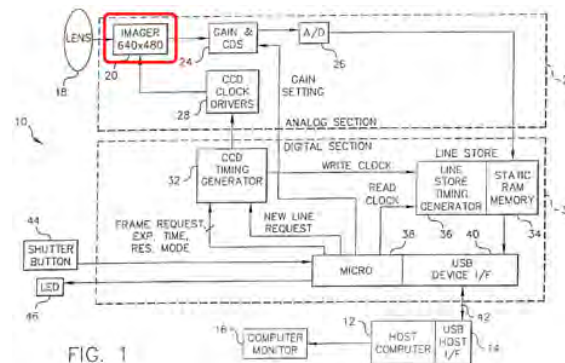 LENS
IMAGER
640x480
GAIN &
CDS
A/D
20
24
26
18
CCD
CLOCK
DRIVERS
28
GAIN
SETTING
ANALOG SECTION
10
DIGITAL SECTION
LINE STORE
32
CCD
TIMING
GENERATOR
WRITE CLOCK
LINE
STORE
TIMING
GENERATOR
STATIC
RAM
MEMORY
READ
CLOCK
FRAME REQUEST,
EXP. TIME,
RES. MODE
NEW LINE
REQUEST
38
36
40
34
44
SHUTTER
BUTTON
MICRO
USB
DEVICE I/F
LED
46
42
12
16
COMPUTER
MONITOR
HOST
COMPUTER
USB
HOST
I/F
14
FIG. 1